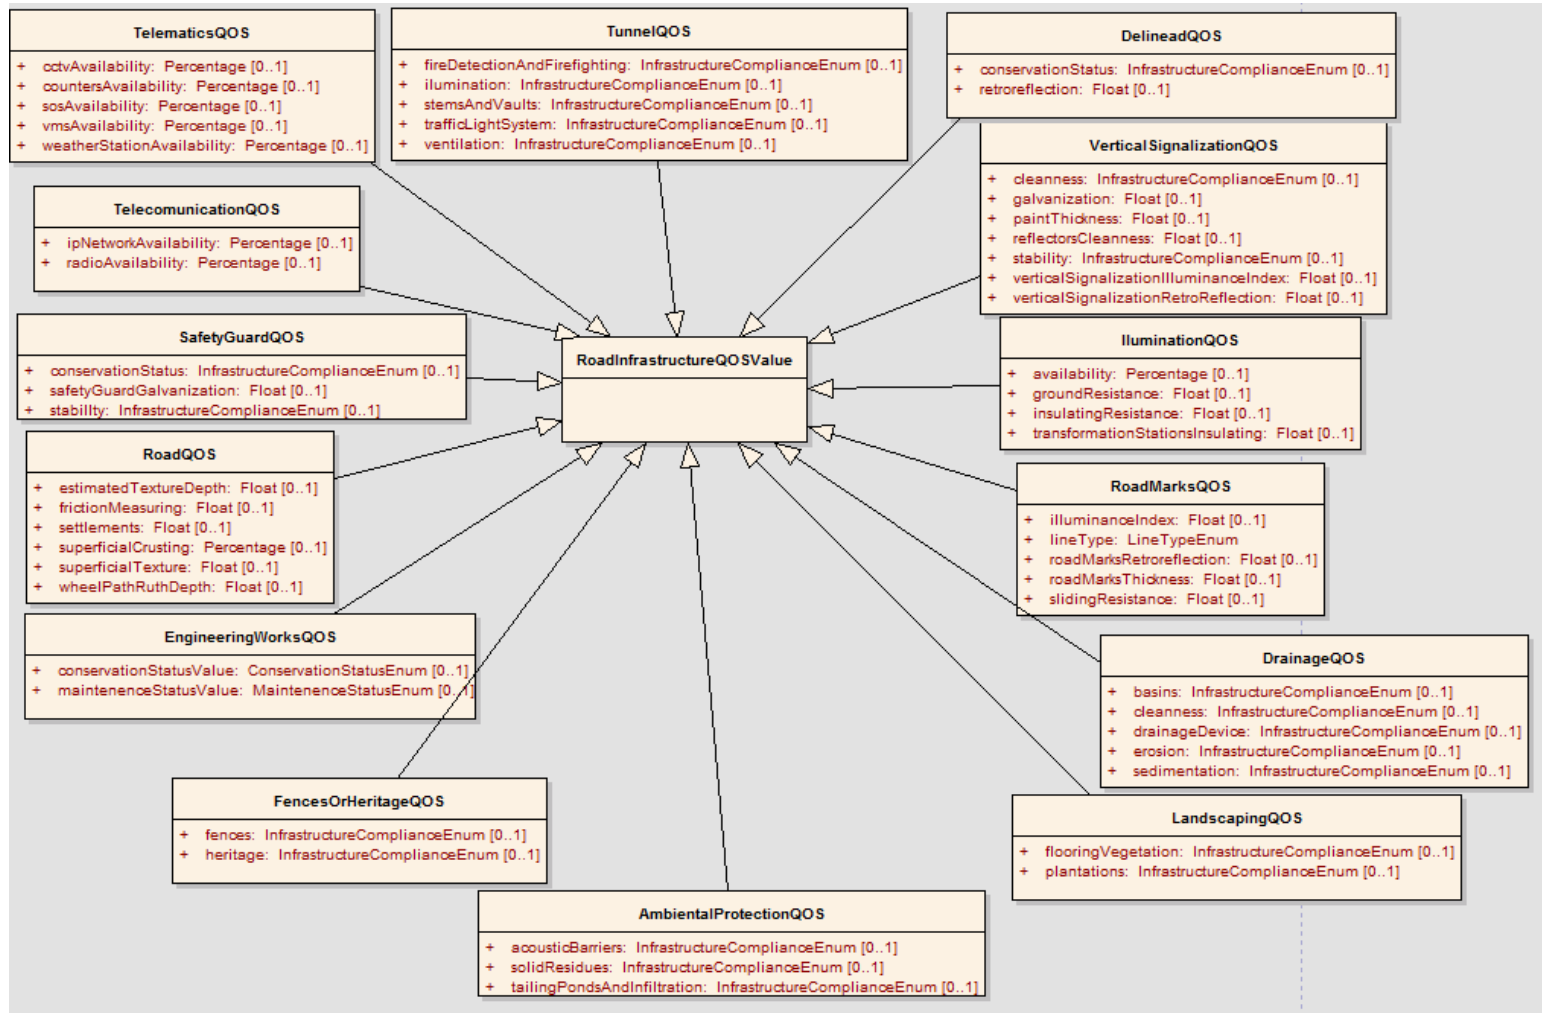 TelematicsQOS
+ cctvAvailability: Percentage [0..1]
+ countersAvailability: Percentage [0..1]
+ sosAvailability: Percentage [0..1]
+ vmsAvailability: Percentage [0..1]
+ weatherStationAvailability: Percentage [0..1]
TunnelQOS
+ fireDetectionAndFirefighting: InfrastructureComplianceEnum [0..1]
+ ilumination: InfrastructureComplianceEnum [0..1]
+ stemsAndVaults: InfrastructureComplianceEnum [0..1]
+ trafficLightSystem: InfrastructureComplianceEnum [0..1]
+ ventilation: InfrastructureComplianceEnum [0..1]
DelineadQOS
+ conservationStatus: InfrastructureComplianceEnum [0..1]
+ retroreflection: Float [0..1]
VerticalSignalizationQOS
+ cleanness: InfrastructureComplianceEnum [0..1]
+ galvanization: Float [0..1]
+ paintThickness: Float [0..1]
+ reflectorsCleanness: Float [0..1]
+ stability: InfrastructureComplianceEnum [0..1]
+ verticalSignalizationIlluminanceIndex: Float [0..1]
+ verticalSignalizationRetroReflection: Float [0..1]
TelecomunicationQOS
+ ipNetworkAvailability: Percentage [0..1]
+ radioAvailability: Percentage [0..1]
SafetyGuardQOS
+ conservationStatus: InfrastructureComplianceEnum [0..1]
+ safetyGuardGalvanization: Float [0..1]
+ stability: InfrastructureComplianceEnum [0..1]
RoadInfrastructureQOSValue
IluminationQOS
+ availability: Percentage [0..1]
+ groundResistance: Float [0..1]
+ insulatingResistance: Float [0..1]
+ transformationStationsInsulating: Float [0..1]
RoadQOS
+ estimatedTextureDepth: Float [0..1]
+ frictionMeasuring: Float [0..1]
+ settlements: Float [0..1]
+ superficialCrusting: Percentage [0..1]
+ superficialTexture: Float [0..1]
+ wheelPathRuthDepth: Float [0..1]
RoadMarksQOS
+ illuminanceIndex: Float [0..1]
+ lineType: LineTypeEnum
+ roadMarksRetroreflection: Float [0..1]
+ roadMarksThickness: Float [0..1]
+ slidingResistance: Float [0..1]
EngineeringWorksQOS
+ conservationStatusValue: ConservationStatusEnum [0..1]
+ maintenenceStatusValue: MaintenenceStatusEnum [0..1]
DrainageQOS
+ basins: InfrastructureComplianceEnum [0..1]
+ cleanness: InfrastructureComplianceEnum [0..1]
+ drainageDevice: InfrastructureComplianceEnum [0..1]
+ erosion: InfrastructureComplianceEnum [0..1]
+ sedimentation: InfrastructureComplianceEnum [0..1]
FencesOrHeritageQOS
+ fences: InfrastructureComplianceEnum [0..1]
+ heritage: InfrastructureComplianceEnum [0..1]
LandscapingQOS
+ flooringVegetation: InfrastructureComplianceEnum [0..1]
+ plantations: InfrastructureComplianceEnum [0..1]
AmbientalProtectionQOS
+ acousticBarriers: InfrastructureComplianceEnum [0..1]
+ solidResidues: InfrastructureComplianceEnum [0..1]
+ tailingPondsAndInfiltration: InfrastructureComplianceEnum [0..1]